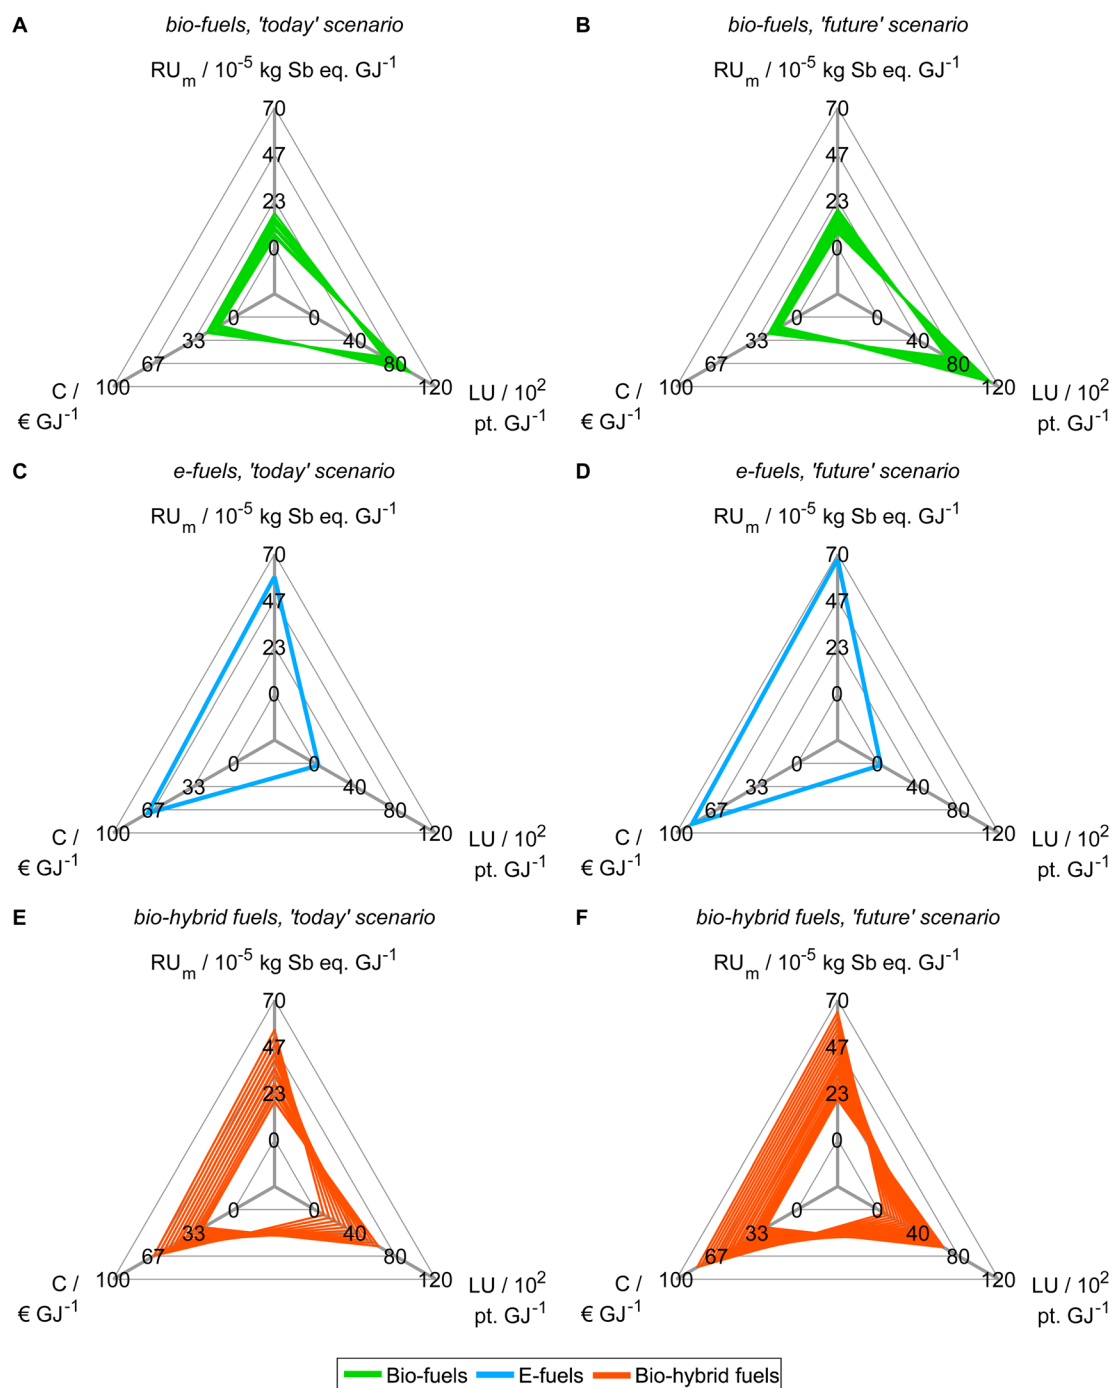 A bio-fuels, 'today' scenario
RUm / 10-5 kg Sb eq. GJ-1
70
47
23
0
0 0
33 40
67 80
100 120
C /
€ GJ-1
LU / 102
pt. GJ-1
B bio-fuels, 'future' scenario
RUm / 10-5 kg Sb eq. GJ-1
70
47
23
0
0 0
33 40
67 80
100 120
C /
€ GJ-1
LU / 102
pt. GJ-1
C e-fuels, 'today' scenario
RUm / 10-5 kg Sb eq. GJ-1
70
47
23
0
0 0
33 40
67 80
100 120
C /
€ GJ-1
LU / 102
pt. GJ-1
D e-fuels, 'future' scenario
RUm / 10-5 kg Sb eq. GJ-1
70
47
23
0
0 0
33 40
67 80
100 120
C /
€ GJ-1
LU / 102
pt. GJ-1
E bio-hybrid fuels, 'today' scenario
RUm / 10-5 kg Sb eq. GJ-1
70
47
23
0
0 0
33 40
67 80
100 120
C /
€ GJ-1
LU / 102
pt. GJ-1
F bio-hybrid fuels, 'future' scenario
RUm / 10-5 kg Sb eq. GJ-1
70
47
23
0
0 0
33 40
67 80
100 120
C /
€ GJ-1
LU / 102
pt. GJ-1
Bio-fuels E-fuels Bio-hybrid fuels